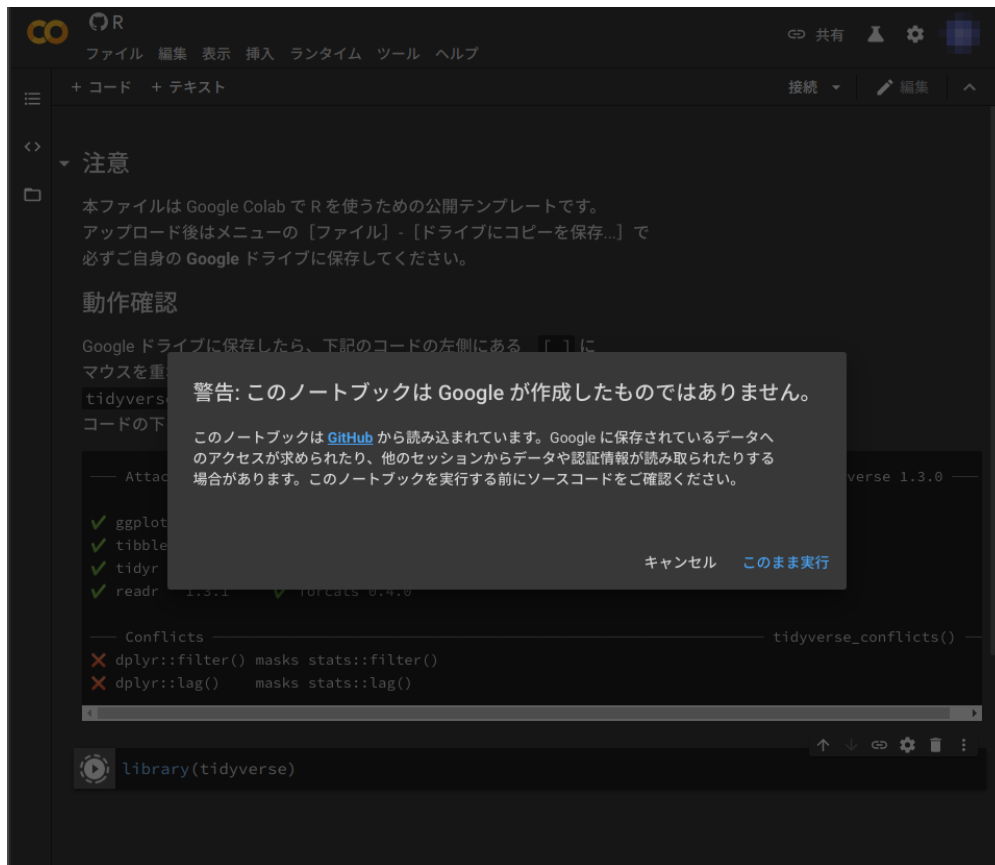 R
共有
ファイル 編集 表示 挿入 ランタイム ツール ヘルプ
+ コード + テキスト
接続
編集
注意
本ファイルは Google Colab で R を使うための公開テンプレートです。
アップロード後はメニューの［ファイル］-［ドライブにコピーを保存...］で
必ずご自身の Google ドライブに保存してください。
動作確認
Google ドライブに保存したら、下記のコードの左側にある [ ] に
マウスを重
tidyvers
コードの下
警告: このノートブックは Google が作成したものではありません。
このノートブックは GitHub から読み込まれています。Google に保存されているデータへ
のアクセスが求められたり、他のセッションからデータや認証情報が読み取られたりする
場合があります。このノートブックを実行する前にソースコードをご確認ください。
キャンセル このまま実行
── Attac
verse 1.3.0 ──
✔ ggplot
✔ tibble
✔ tidyr
✔ readr 1.3.1 ✔ forcats 0.4.0
── Conflicts ── tidyverse_conflicts() ──
✖ dplyr::filter() masks stats::filter()
✖ dplyr::lag() masks stats::lag()
library(tidyverse)